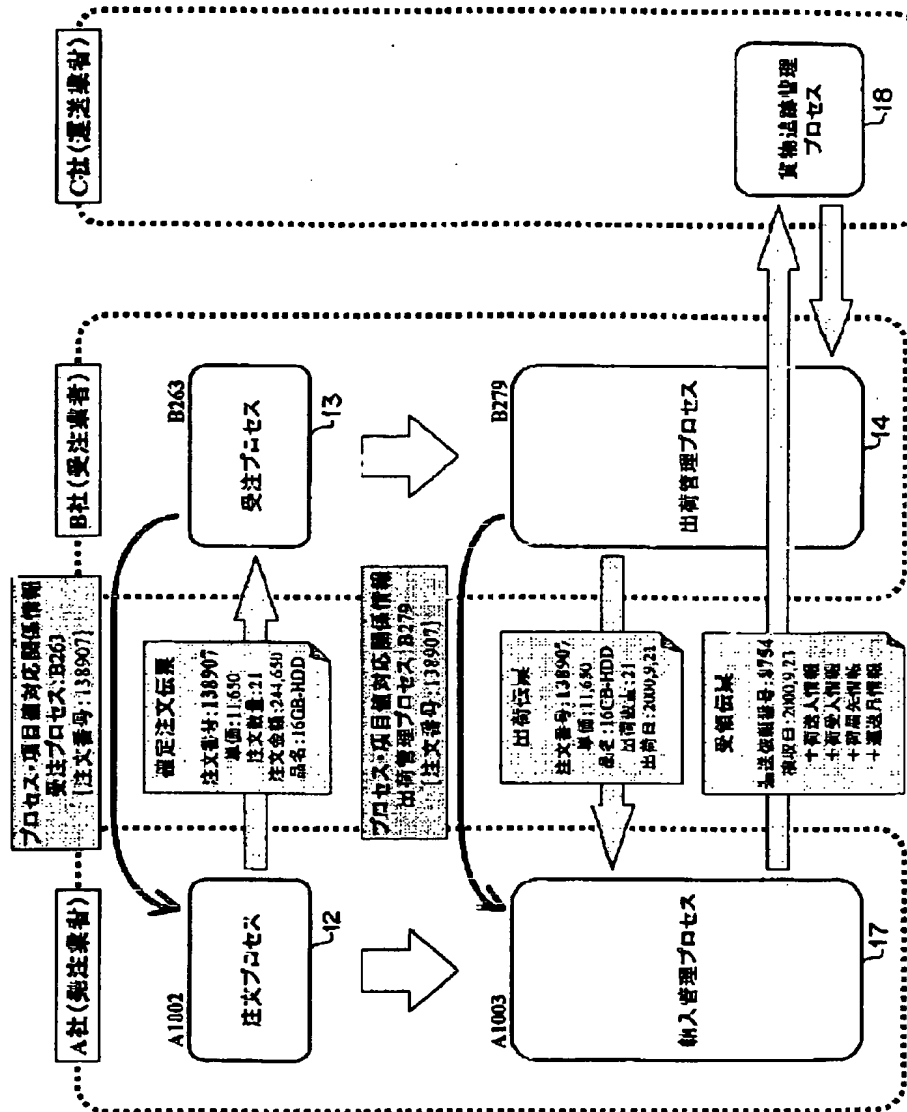 A社(発注業者)
B社(受注業者)
C社(運送業者)
プロセス・項目値対応関係情報
受注プロセス:B263
[注文番号:138907]
A1002
注文プロセス
12
確定注文伝票
注文番号:138907
単価:11,650
注文数量:21
注文金額:244,650
品名:16GB-HDD
B263
受注プロセス
13
プロセス・項目値対応関係情報
出荷管理プロセス:B279
[注文番号:138907]
A1003
納入管理プロセス
17
出荷伝票
注文番号:138907
単価:11,650
品名:16GB-HDD
出荷数量:21
出荷日:2000,9,21
B279
出荷管理プロセス
14
受領伝票
運送依頼番号:
検収日:2000,9,23
+荷送人情報
+荷受人情報
+荷届先情報
+運送月情報
貨物追跡管理
プロセス
18